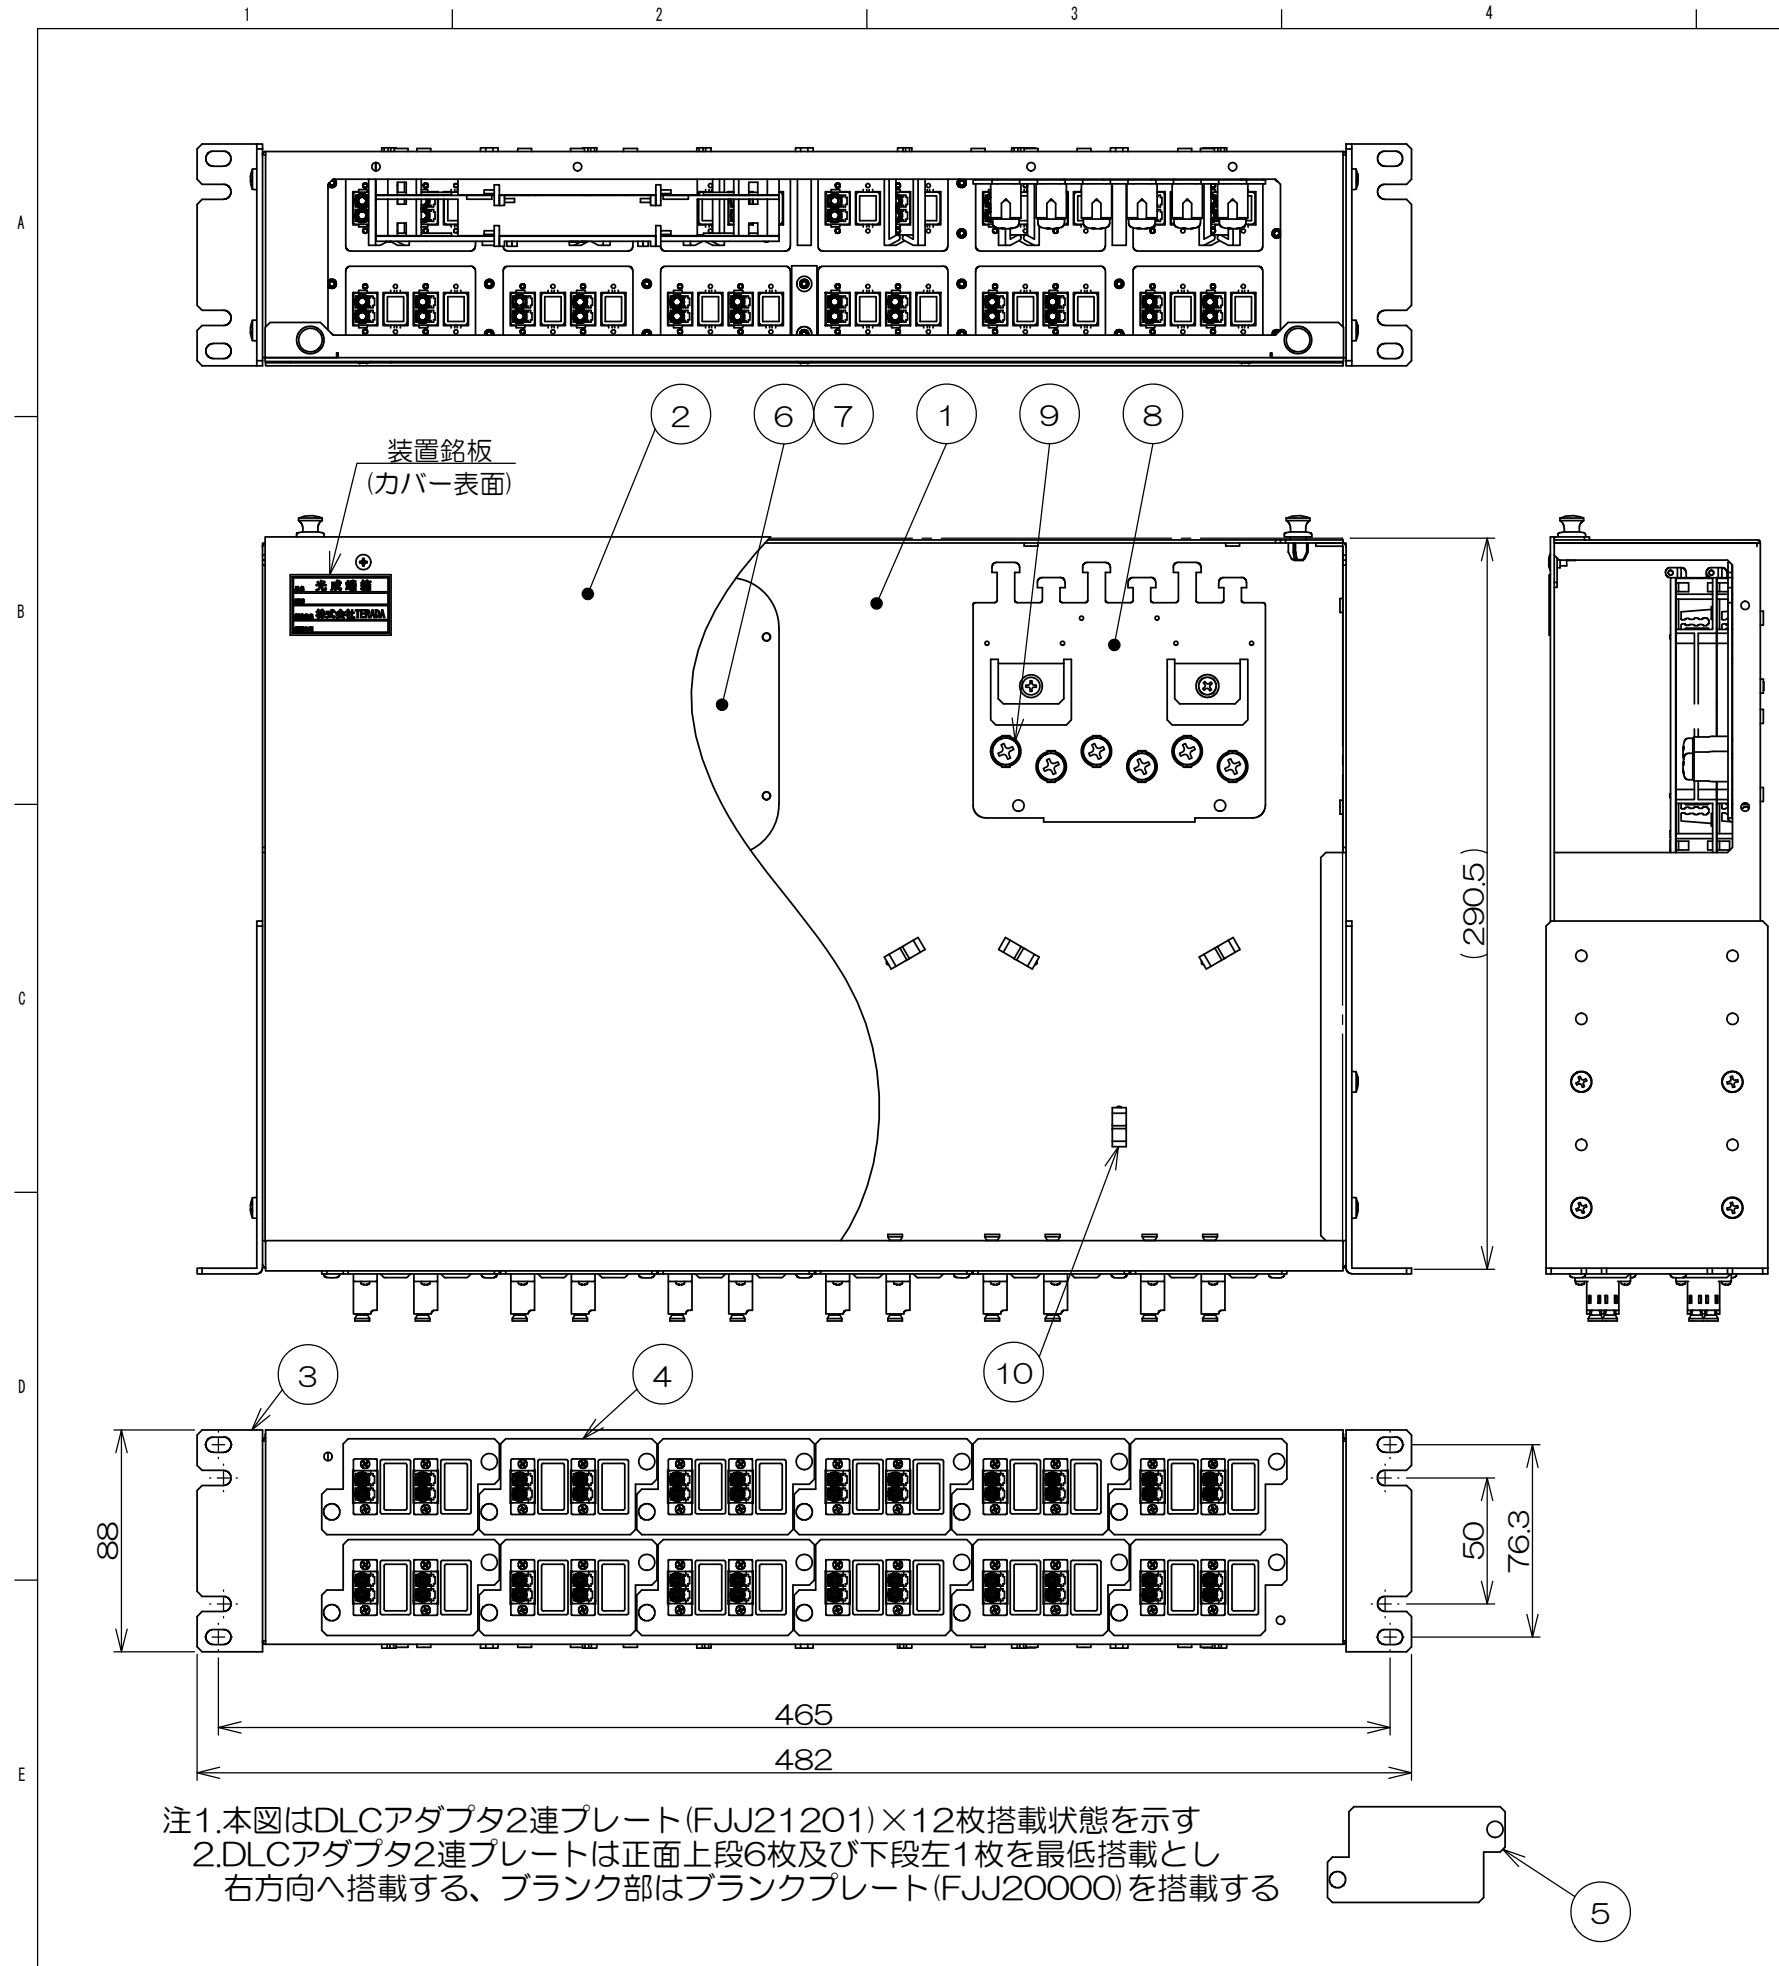 1 2 3 4
A
② ⑥ ⑦ ① ⑨ ⑧
装置銘板
(カバー表面)
光成端箱
株式会社TERADA
B
(290.5)
C
⑩
D
③ ④
88
50
76.3
465
482
E
注1.本図はDLCアダプタ2連プレート(FJJ21201)×12枚搭載状態を示す
2.DLCアダプタ2連プレートは正面上段6枚及び下段左1枚を最低搭載とし
右方向へ搭載する、ブランク部はブランクプレート(FJJ20000)を搭載する
⑤